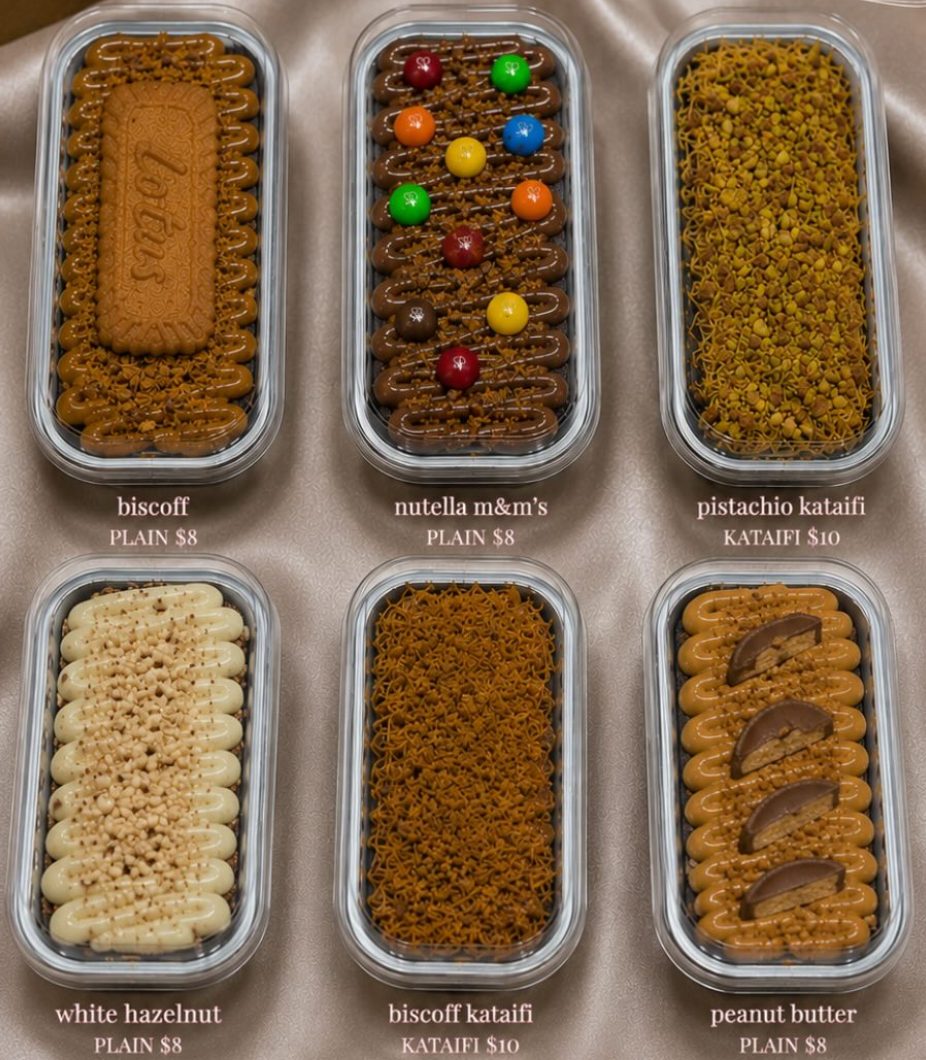 lotus
biscoff
PLAIN $8
nutella m&m's
PLAIN $8
pistachio kataifi
KATAIFI $10
white hazelnut
PLAIN $8
biscoff kataifi
KATAIFI $10
peanut butter
PLAIN $8